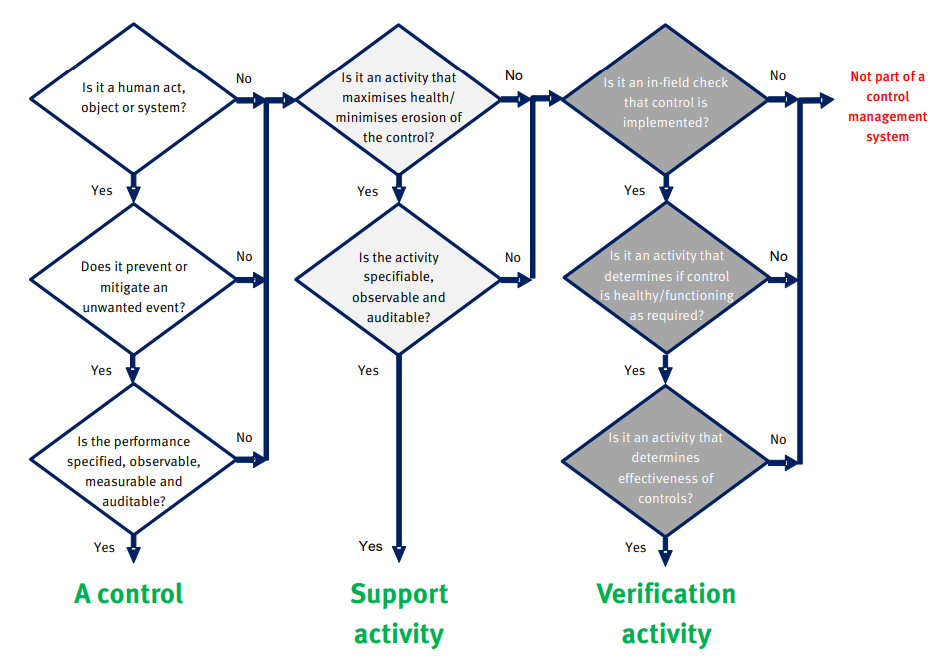 Is it a human act,
object or system?
No
Yes
Does it prevent or
mitigate an
unwanted event?
No
Yes
Is the performance
specified, observable,
measurable and
auditable?
No
Yes
A control
Is it an activity that
maximises health/
minimises erosion of
the control?
No
Yes
Is the activity
specifiable,
observable and
auditable?
No
Yes
Yes
Support
activity
Is it an in-field check
that control is
implemented?
No
Yes
Is it an activity that
determines if control
is healthy/functioning
as required?
No
Yes
Is it an activity that
determines
effectiveness of
controls?
No
Yes
Verification
activity
Not part of a
control
management
system